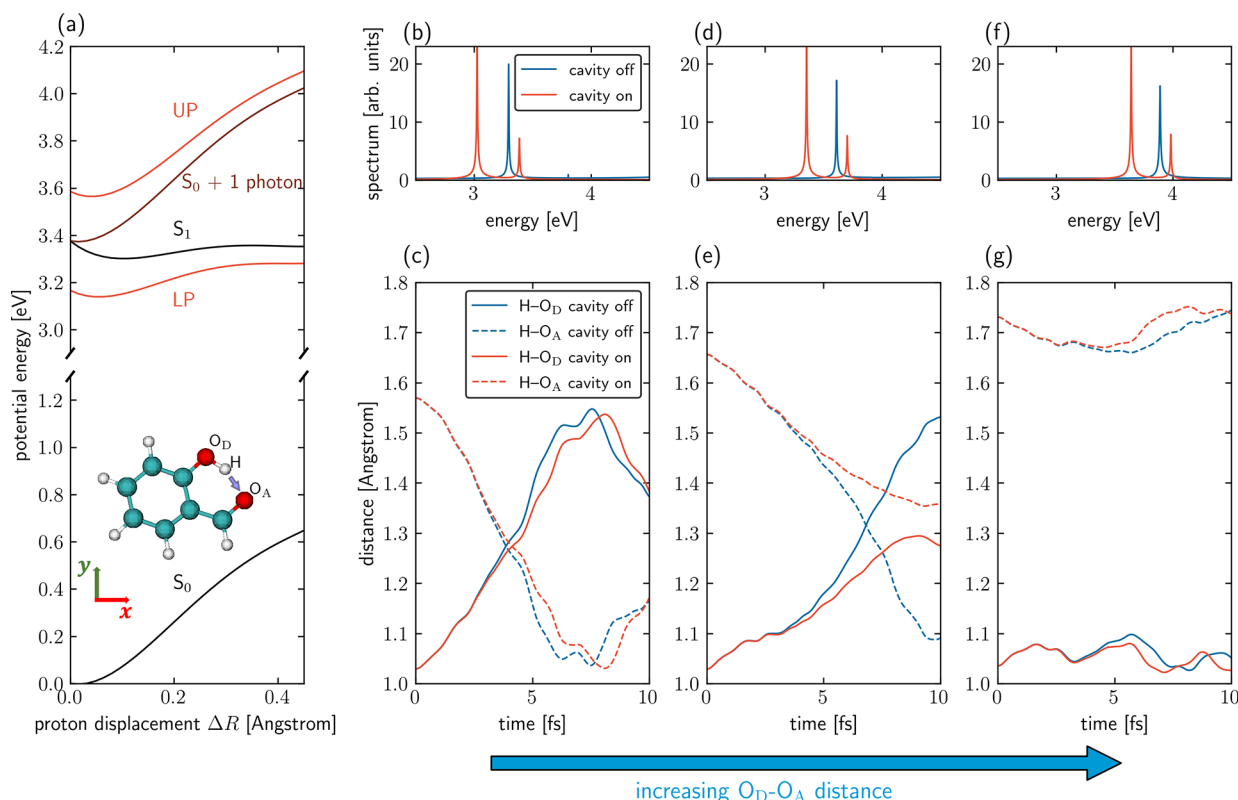 (a)
4.2
4.0
3.8
3.6
3.4
3.2
3.0
1.2
1.0
0.8
0.6
0.4
0.2
0.0
potential energy [eV]
UP
S₀ + 1 photon
S₁
LP
O_D
H
O_A
S₀
y
x
0.0 0.2 0.4
proton displacement ΔR [Angstrom]
(b)
spectrum [arb. units]
20
10
0
cavity off
cavity on
3 4
energy [eV]
(d)
20
10
0
3 4
energy [eV]
(f)
20
10
0
3 4
energy [eV]
(c)
distance [Angstrom]
1.8
1.7
1.6
1.5
1.4
1.3
1.2
1.1
1.0
H–O_D cavity off
H–O_A cavity off
H–O_D cavity on
H–O_A cavity on
0 5 10
time [fs]
(e)
1.8
1.7
1.6
1.5
1.4
1.3
1.2
1.1
1.0
0 5 10
time [fs]
(g)
1.8
1.7
1.6
1.5
1.4
1.3
1.2
1.1
1.0
0 5 10
time [fs]
increasing O_D-O_A distance